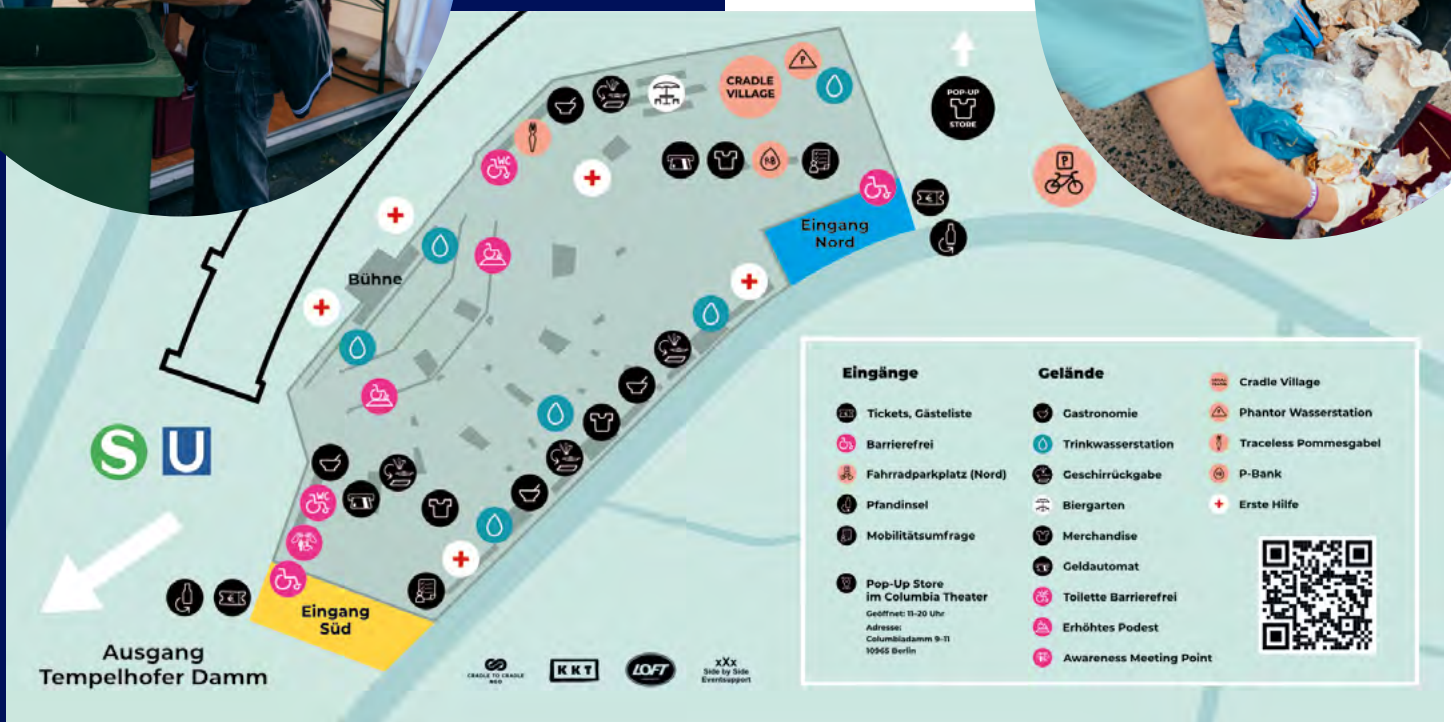 CRADLE
VILLAGE
P
POP-UP
STORE
P
WC
€
Eingang
Nord
Bühne
S U
WC
€
Eingang
Süd
Ausgang
Tempelhofer Damm
CRADLE TO CRADLE
NGO
KKT
LOFT
xXx
Side by Side
Eventsupport
Eingänge
Tickets, Gästeliste
Barrierefrei
Fahrradparkplatz (Nord)
Pfandinsel
Mobilitätsumfrage
Pop-Up Store
im Columbia Theater
Geöffnet: 11-20 Uhr
Adresse:
Columbiadamm 9-11
10965 Berlin
Gelände
Gastronomie
Trinkwasserstation
Geschirrückgabe
Biergarten
Merchandise
Geldautomat
Toilette Barrierefrei
Erhöhtes Podest
Awareness Meeting Point
Cradle Village
Phantor Wasserstation
Traceless Pommesgabel
P-Bank
Erste Hilfe